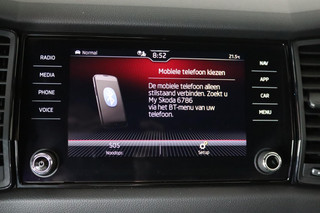 RADIO
MEDIA
PHONE
VOICE
Normal
8:52
21.5°C
Mobiele telefoon kiezen
De mobiele telefoon alleen
stilstaand verbinden. Zoekt u
My Skoda 6786
via het BT-menu van uw
telefoon.
SOS
Noodopr.
Setup
NAV
APP
CAR
MENU